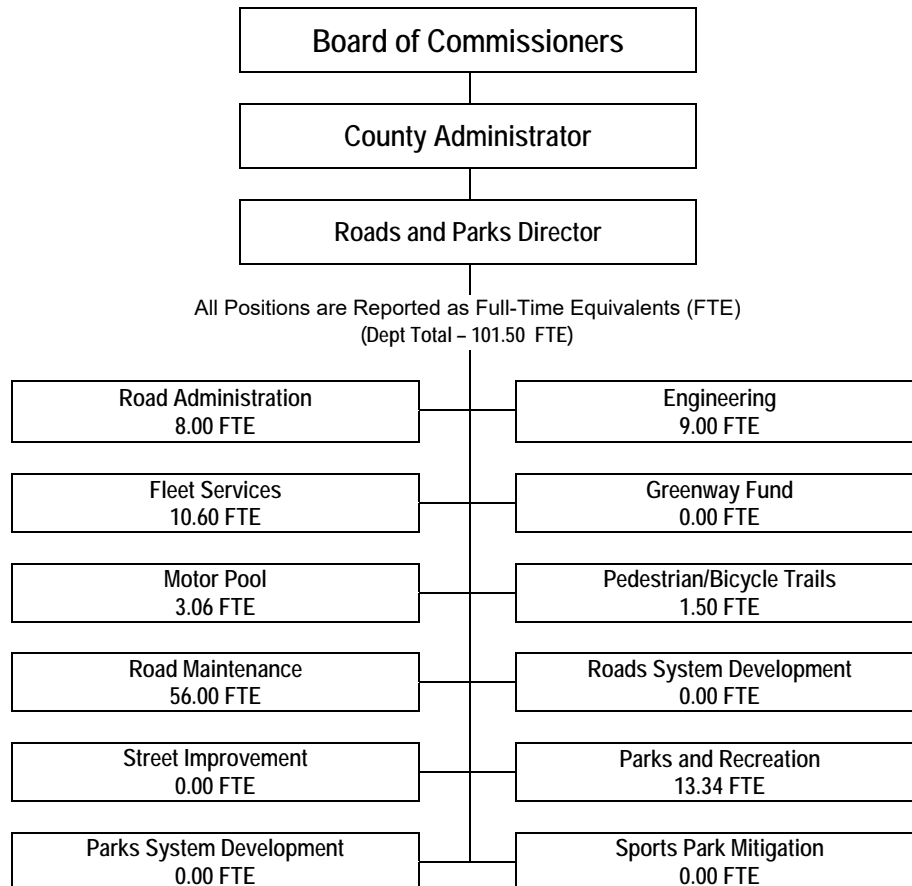 Board of Commissioners
County Administrator
Roads and Parks Director
All Positions are Reported as Full-Time Equivalents (FTE)
(Dept Total – 101.50 FTE)
Road Administration
8.00 FTE
Engineering
9.00 FTE
Fleet Services
10.60 FTE
Greenway Fund
0.00 FTE
Motor Pool
3.06 FTE
Pedestrian/Bicycle Trails
1.50 FTE
Road Maintenance
56.00 FTE
Roads System Development
0.00 FTE
Street Improvement
0.00 FTE
Parks and Recreation
13.34 FTE
Parks System Development
0.00 FTE
Sports Park Mitigation
0.00 FTE